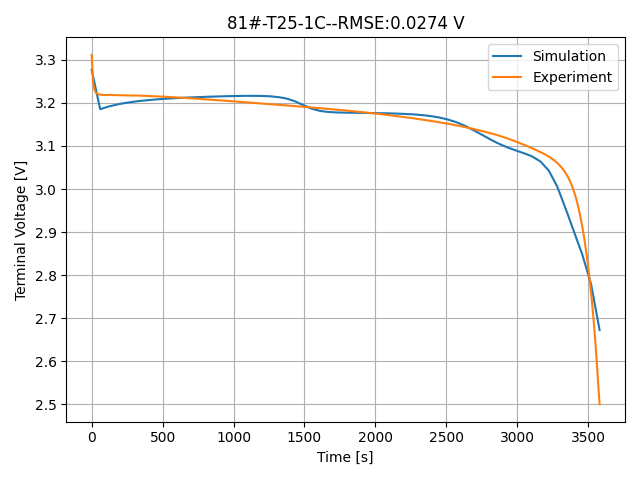 81#-T25-1C--RMSE:0.0274 V
Simulation
Experiment
Terminal Voltage [V]
3.3
3.2
3.1
3.0
2.9
2.8
2.7
2.6
2.5
0 500 1000 1500 2000 2500 3000 3500
Time [s]